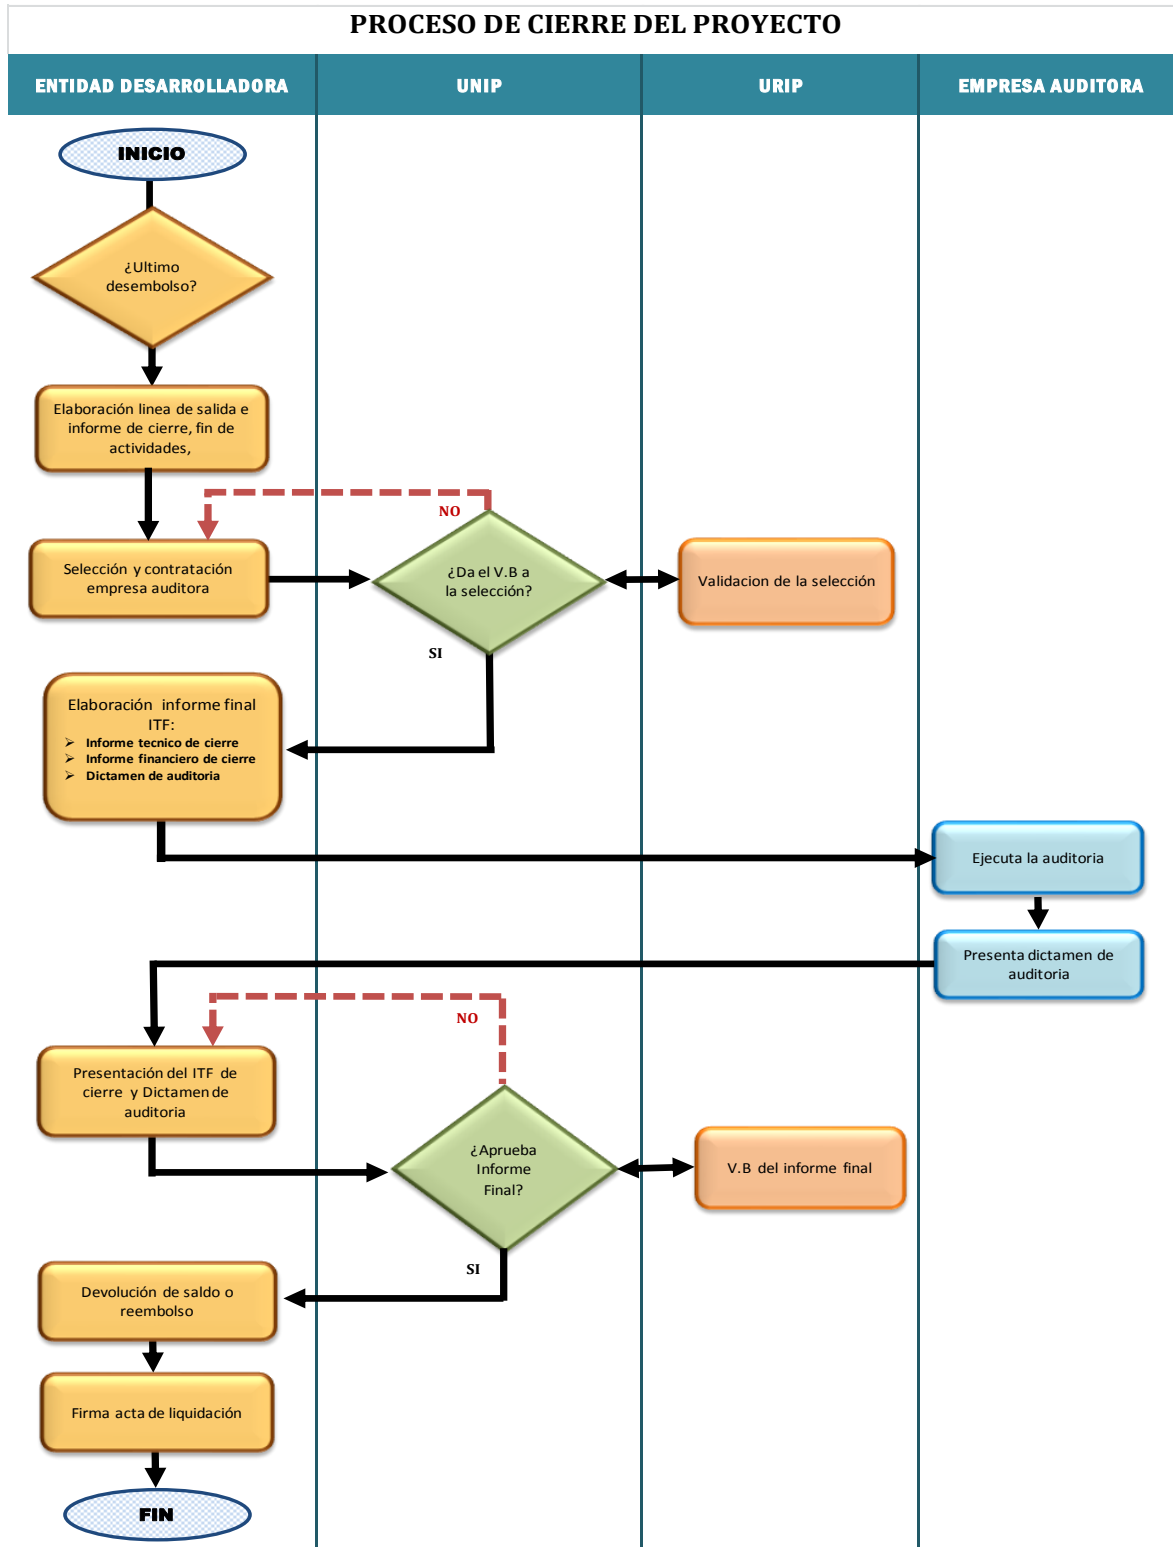 PROCESO DE CIERRE DEL PROYECTO
ENTIDAD DESARROLLADORA
UNIP
URIP
EMPRESA AUDITORA
INICIO
¿Ultimo
desembolso?
Elaboración linea de salida e
informe de cierre, fin de
actividades,
NO
Selección y contratación
empresa auditora
¿Da el V.B a
la selección?
Validacion de la selección
SI
Elaboración informe final
ITF:
➢ Informe tecnico de cierre
➢ Informe financiero de cierre
➢ Dictamen de auditoria
Ejecuta la auditoria
Presenta dictamen de
auditoria
NO
Presentación del ITF de
cierre y Dictamen de
auditoria
¿Aprueba
Informe
Final?
V.B del informe final
SI
Devolución de saldo o
reembolso
Firma acta de liquidación
FIN